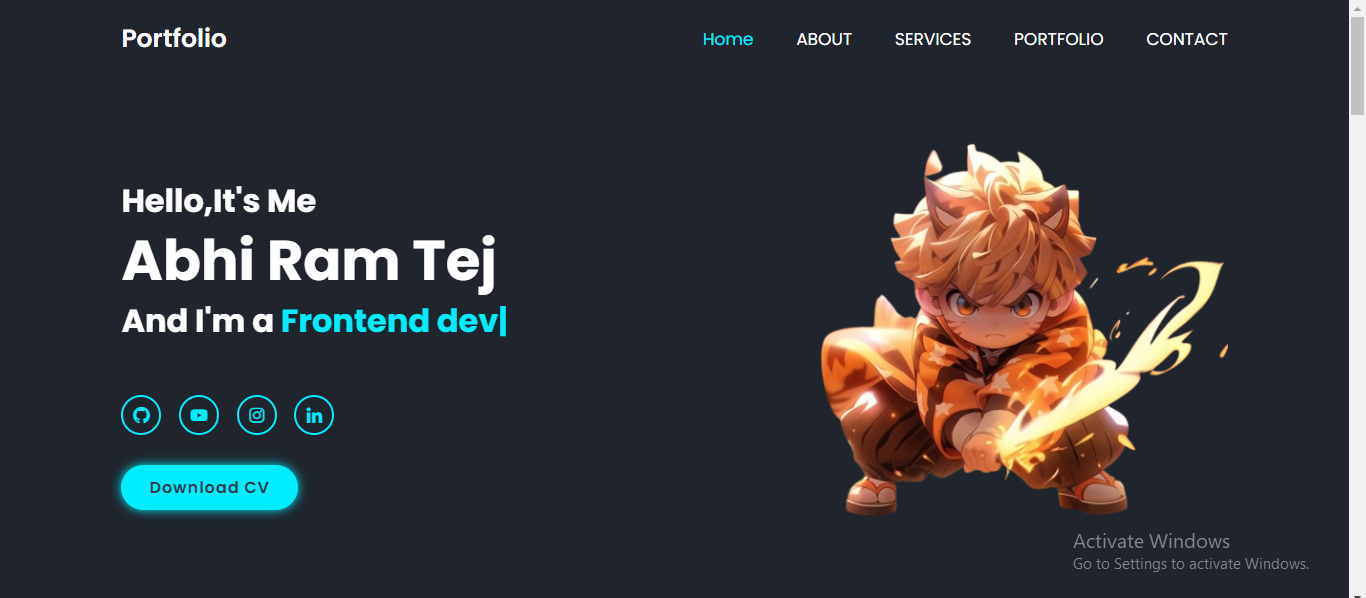 Portfolio
Home ABOUT SERVICES PORTFOLIO CONTACT
Hello,It's Me
Abhi Ram Tej
And I'm a Frontend dev|
Download CV
Activate Windows
Go to Settings to activate Windows.